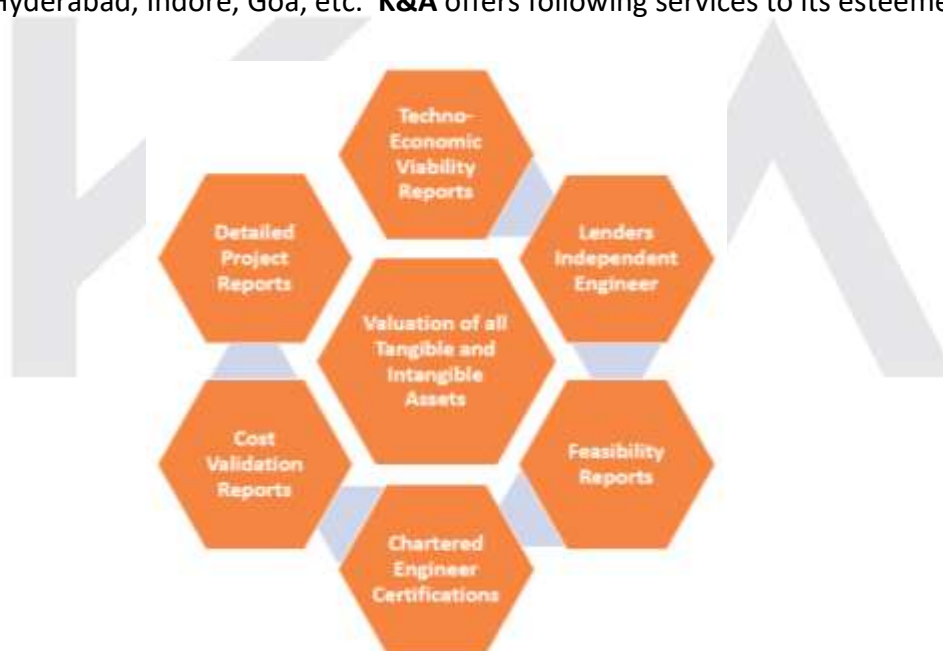 Hyderabad, Indore, Goa, etc. K&A offers following services to its esteeme
Techno-
Economic
Viability
Reports
Detailed
Project
Reports
Lenders
Independent
Engineer
Valuation of all
Tangible and
Intangible
Assets
Cost
Validation
Reports
Feasibility
Reports
Chartered
Engineer
Certifications